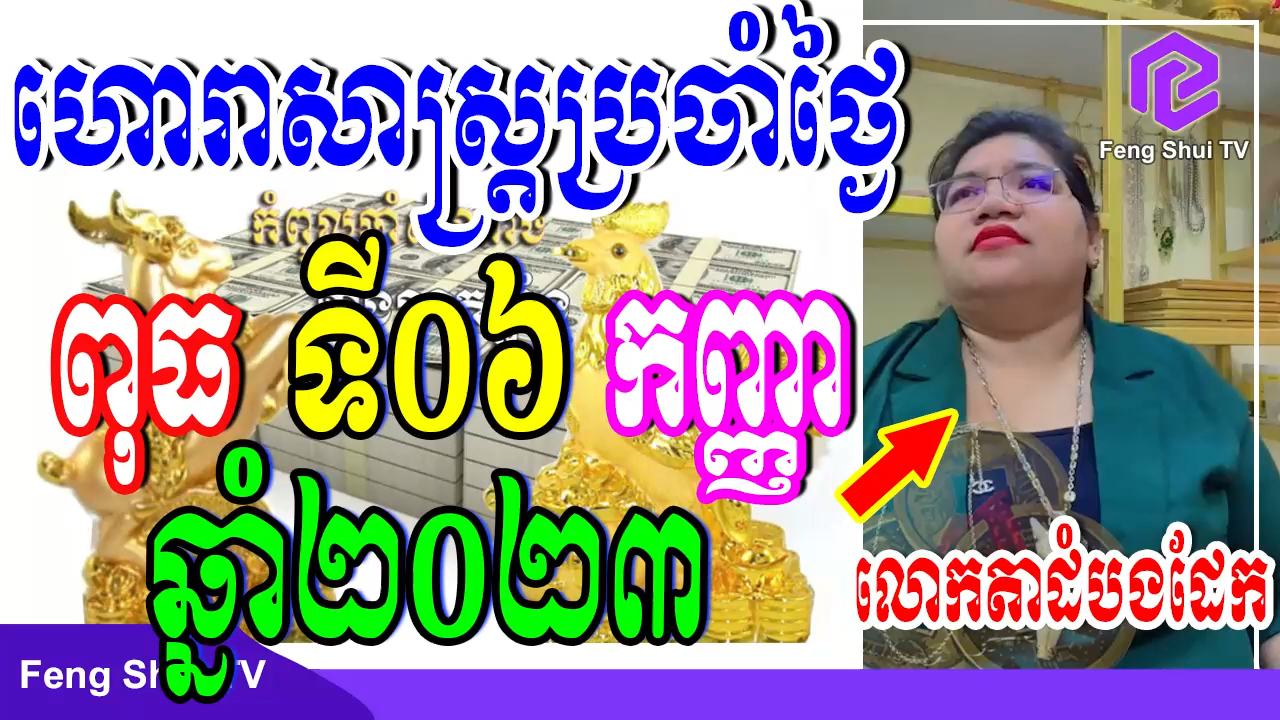 ហោរាសាស្ត្រប្រចាំថ្ងៃ
Feng Shui TV
ពុធ ទី០៦ កញ្ញា
ឆ្នាំ២០២៣
លោកតាដំបងដែក
Feng Sh TV